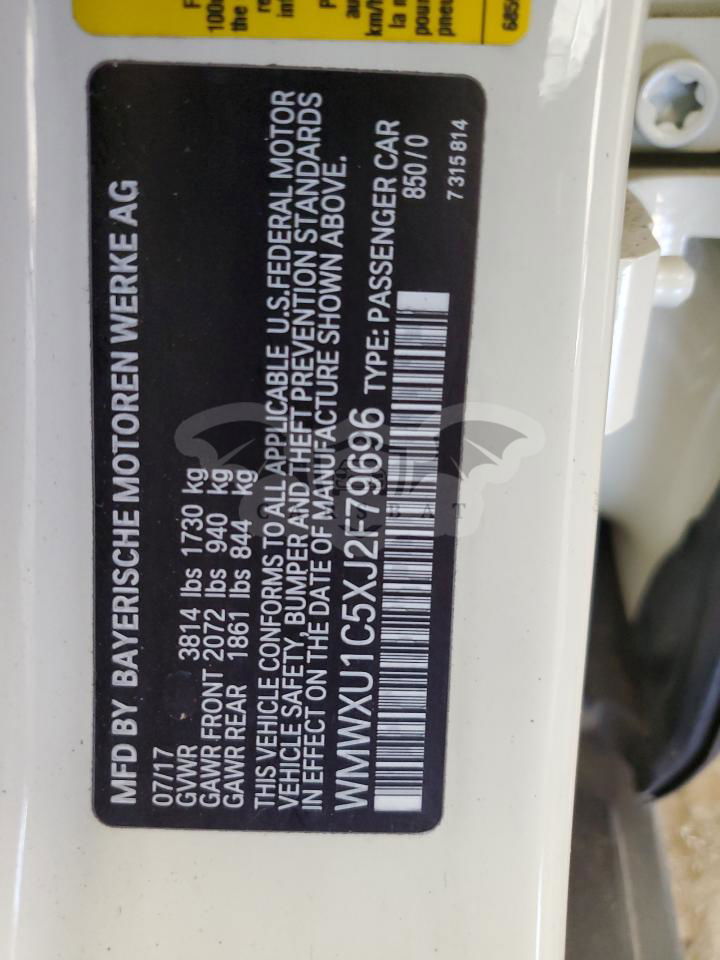 MFD BY BAYERISCHE MOTOREN WERKE AG
07/17
GVWR 3814 lbs 1730 kg
GAWR FRONT 2072 lbs 940 kg
GAWR REAR 1861 lbs 844 kg
THIS VEHICLE CONFORMS TO ALL APPLICABLE U.S.FEDERAL MOTOR
VEHICLE SAFETY, BUMPER AND THEFT PREVENTION STANDARDS
IN EFFECT ON THE DATE OF MANUFACTURE SHOWN ABOVE.
WMWXU1C5XJ2F79696 TYPE: PASSENGER CAR
850/0
7 315 814